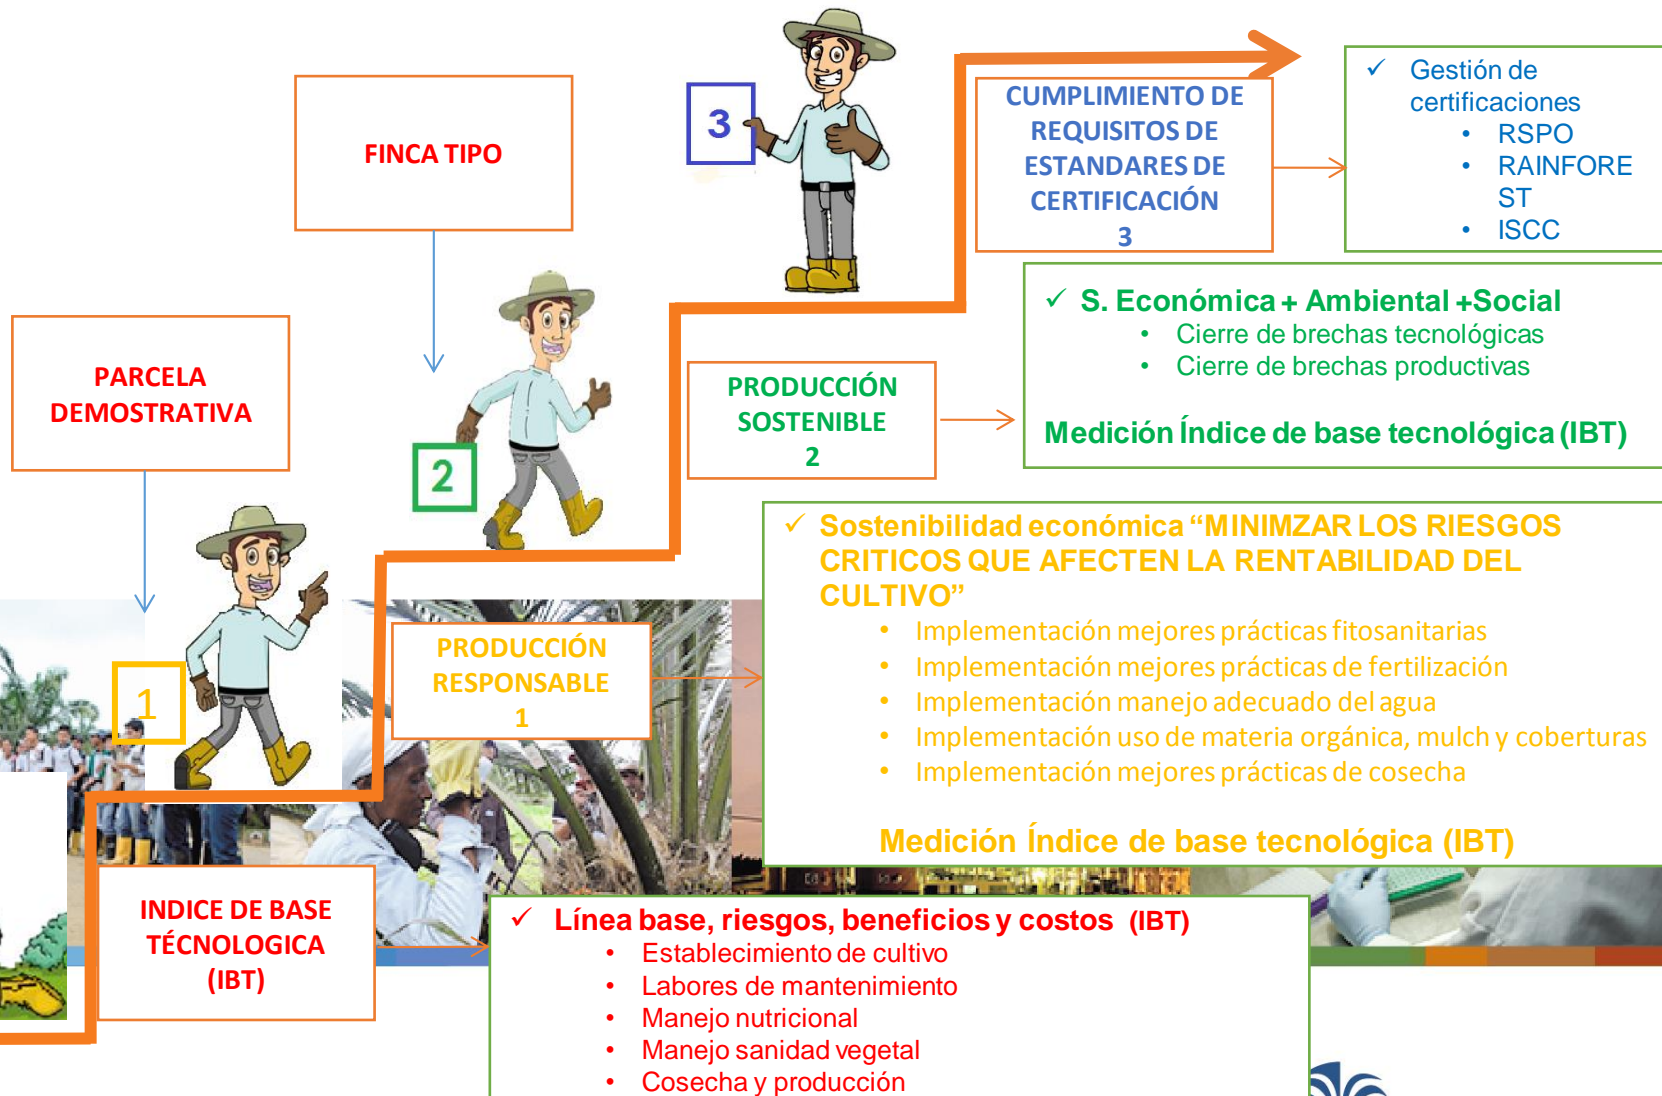 FINCA TIPO
PARCELA
DEMOSTRATIVA
3
2
1
CUMPLIMIENTO DE
REQUISITOS DE
ESTANDARES DE
CERTIFICACIÓN
3
✓ Gestión de
certificaciones
• RSPO
• RAINFORE
ST
• ISCC
PRODUCCIÓN
SOSTENIBLE
2
✓ S. Económica + Ambiental +Social
• Cierre de brechas tecnológicas
• Cierre de brechas productivas
Medición Índice de base tecnológica (IBT)
PRODUCCIÓN
RESPONSABLE
1
✓ Sostenibilidad económica “MINIMZAR LOS RIESGOS
CRITICOS QUE AFECTEN LA RENTABILIDAD DEL
CULTIVO”
• Implementación mejores prácticas fitosanitarias
• Implementación mejores prácticas de fertilización
• Implementación manejo adecuado del agua
• Implementación uso de materia orgánica, mulch y coberturas
• Implementación mejores prácticas de cosecha
Medición Índice de base tecnológica (IBT)
INDICE DE BASE
TÉCNOLOGICA
(IBT)
✓ Línea base, riesgos, beneficios y costos (IBT)
• Establecimiento de cultivo
• Labores de mantenimiento
• Manejo nutricional
• Manejo sanidad vegetal
• Cosecha y producción